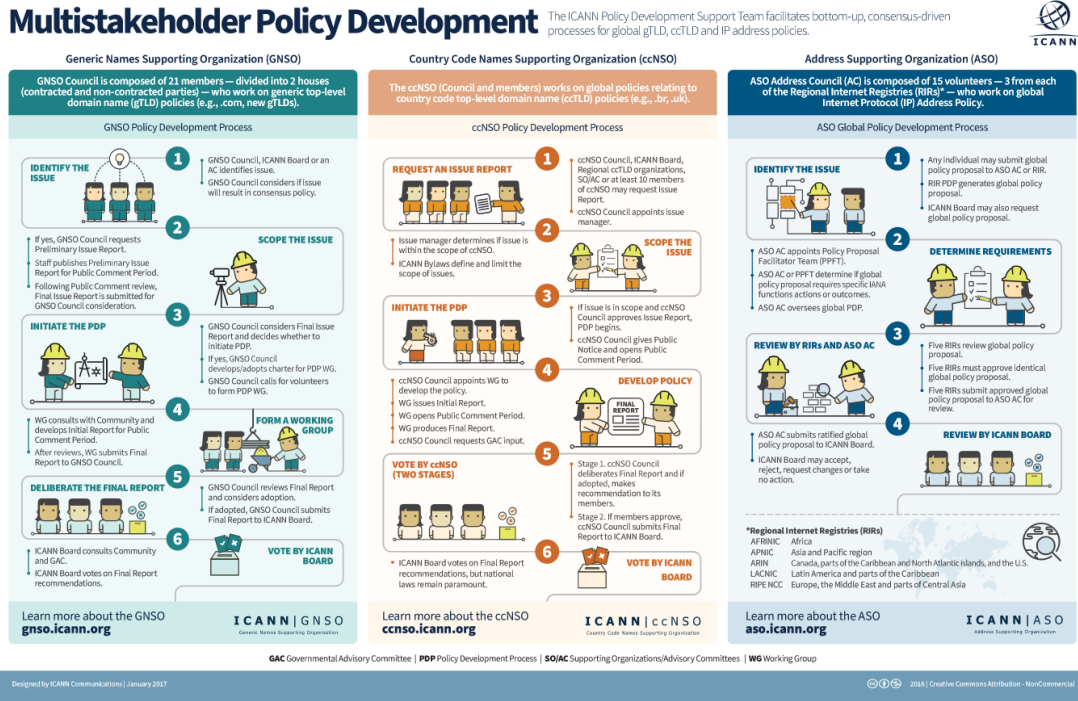 Multistakeholder Policy Development
The ICANN Policy Development Support Team facilitates bottom-up, consensus-driven
processes for global gTLD, ccTLD and IP address policies.
ICANN
Generic Names Supporting Organization (GNSO)
GNSO Council is composed of 21 members — divided into 2 houses
(contracted and non-contracted parties) — who work on generic top-level
domain name (gTLD) policies (e.g., .com, new gTLDs).
GNSO Policy Development Process
IDENTIFY THE
ISSUE
1
GNSO Council, ICANN Board or an
AC identifies issue.
GNSO Council considers if issue
will result in consensus policy.
2
If yes, GNSO Council requests
Preliminary Issue Report.
Staff publishes Preliminary Issue
Report for Public Comment Period.
Following Public Comment review,
Final Issue Report is submitted for
GNSO Council consideration.
SCOPE THE ISSUE
3
INITIATE THE PDP
GNSO Council considers Final Issue
Report and decides whether to
initiate PDP.
If yes, GNSO Council
develops/adopts charter for PDP WG.
GNSO Council calls for volunteers
to form PDP WG.
4
WG consults with Community and
develops Initial Report for Public
Comment Period.
After reviews, WG submits Final
Report to GNSO Council.
FORM A WORKING
GROUP
5
DELIBERATE THE FINAL REPORT
GNSO Council reviews Final Report
and considers adoption.
If adopted, GNSO Council submits
Final Report to ICANN Board.
6
ICANN Board consults Community
and GAC.
ICANN Board votes on Final Report
recommendations.
VOTE BY ICANN
BOARD
Learn more about the GNSO
gnso.icann.org
ICANN|GNSO
Generic Names Supporting Organization
Country Code Names Supporting Organization (ccNSO)
The ccNSO (Council and members) works on global policies relating to
country code top-level domain name (ccTLD) policies (e.g., .br, .uk).
ccNSO Policy Development Process
REQUEST AN ISSUE REPORT
1
ccNSO Council, ICANN Board,
Regional ccTLD organizations,
SO/AC or at least 10 members
of ccNSO may request Issue
Report.
ccNSO Council appoints issue
manager.
2
Issue manager determines if issue is
within the scope of ccNSO.
ICANN Bylaws define and limit the
scope of issues.
SCOPE THE
ISSUE
3
INITIATE THE PDP
If issue is in scope and ccNSO
Council approves Issue Report,
PDP begins.
ccNSO Council gives Public
Notice and opens Public
Comment Period.
4
ccNSO Council appoints WG to
develop the policy.
WG issues Initial Report.
WG opens Public Comment Period.
WG produces Final Report.
ccNSO Council requests GAC input.
DEVELOP POLICY
FINAL
REPORT
5
VOTE BY ccNSO
(TWO STAGES)
Stage 1. ccNSO Council
deliberates Final Report and if
adopted, makes
recommendation to its
members.
Stage 2. If members approve,
ccNSO Council submits Final
Report to ICANN Board.
6
ICANN Board votes on Final Report
recommendations, but national
laws remain paramount.
VOTE BY ICANN
BOARD
Learn more about the ccNSO
ccnso.icann.org
ICANN|ccNSO
Country Code Names Supporting Organization
Address Supporting Organization (ASO)
ASO Address Council (AC) is composed of 15 volunteers — 3 from each
of the Regional Internet Registries (RIRs)* — who work on global
Internet Protocol (IP) Address Policy.
ASO Global Policy Development Process
IDENTIFY THE ISSUE
1
Any individual may submit global
policy proposal to ASO AC or RIR.
RIR PDP generates global policy
proposal.
ICANN Board may also request
global policy proposal.
2
ASO AC appoints Policy Proposal
Facilitator Team (PPFT).
ASO AC or PPFT determine if global
policy proposal requires specific IANA
functions actions or outcomes.
ASO AC oversees global PDP.
DETERMINE REQUIREMENTS
3
REVIEW BY RIRs AND ASO AC
Five RIRs review global policy
proposal.
Five RIRs must approve identical
global policy proposal.
Five RIRs submit approved global
policy proposal to ASO AC for
review.
4
ASO AC submits ratified global
policy proposal to ICANN Board.
ICANN Board may accept,
reject, request changes or take
no action.
REVIEW BY ICANN BOARD
*Regional Internet Registries (RIRs)
AFRINIC Africa
APNIC Asia and Pacific region
ARIN Canada, parts of the Caribbean and North Atlantic islands, and the U.S.
LACNIC Latin America and parts of the Caribbean
RIPE NCC Europe, the Middle East and parts of Central Asia
Learn more about the ASO
aso.icann.org
ICANN|ASO
Address Supporting Organization
GAC Governmental Advisory Committee | PDP Policy Development Process | SO/AC Supporting Organizations/Advisory Committees | WG Working Group
Designed by ICANN Communications | January 2017
2016 | Creative Commons Attribution - NonCommercial